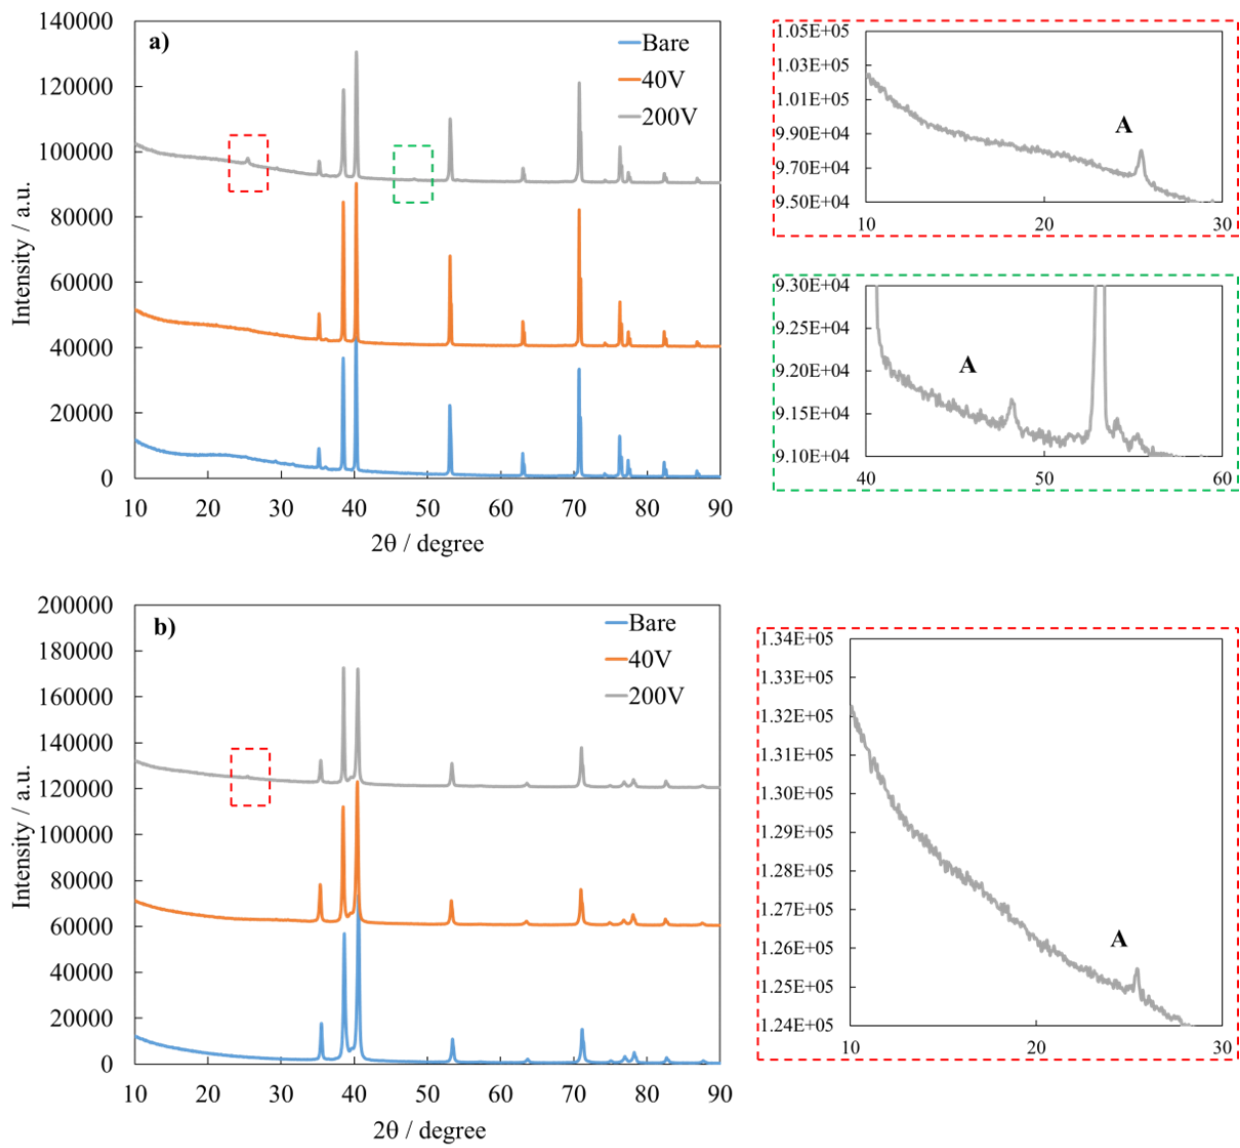 a)
Bare
40V
200V
140000
120000
100000
80000
60000
40000
20000
0
Intensity / a.u.
10 20 30 40 50 60 70 80 90
2θ / degree
1.05E+05
1.03E+05
1.01E+05
9.90E+04
9.70E+04
9.50E+04
A
10 20 30
9.30E+04
9.25E+04
9.20E+04
9.15E+04
9.10E+04
A
40 50 60
b)
Bare
40V
200V
200000
180000
160000
140000
120000
100000
80000
60000
40000
20000
0
Intensity / a.u.
10 20 30 40 50 60 70 80 90
2θ / degree
1.34E+05
1.33E+05
1.32E+05
1.31E+05
1.30E+05
1.29E+05
1.28E+05
1.27E+05
1.26E+05
1.25E+05
1.24E+05
A
10 20 30